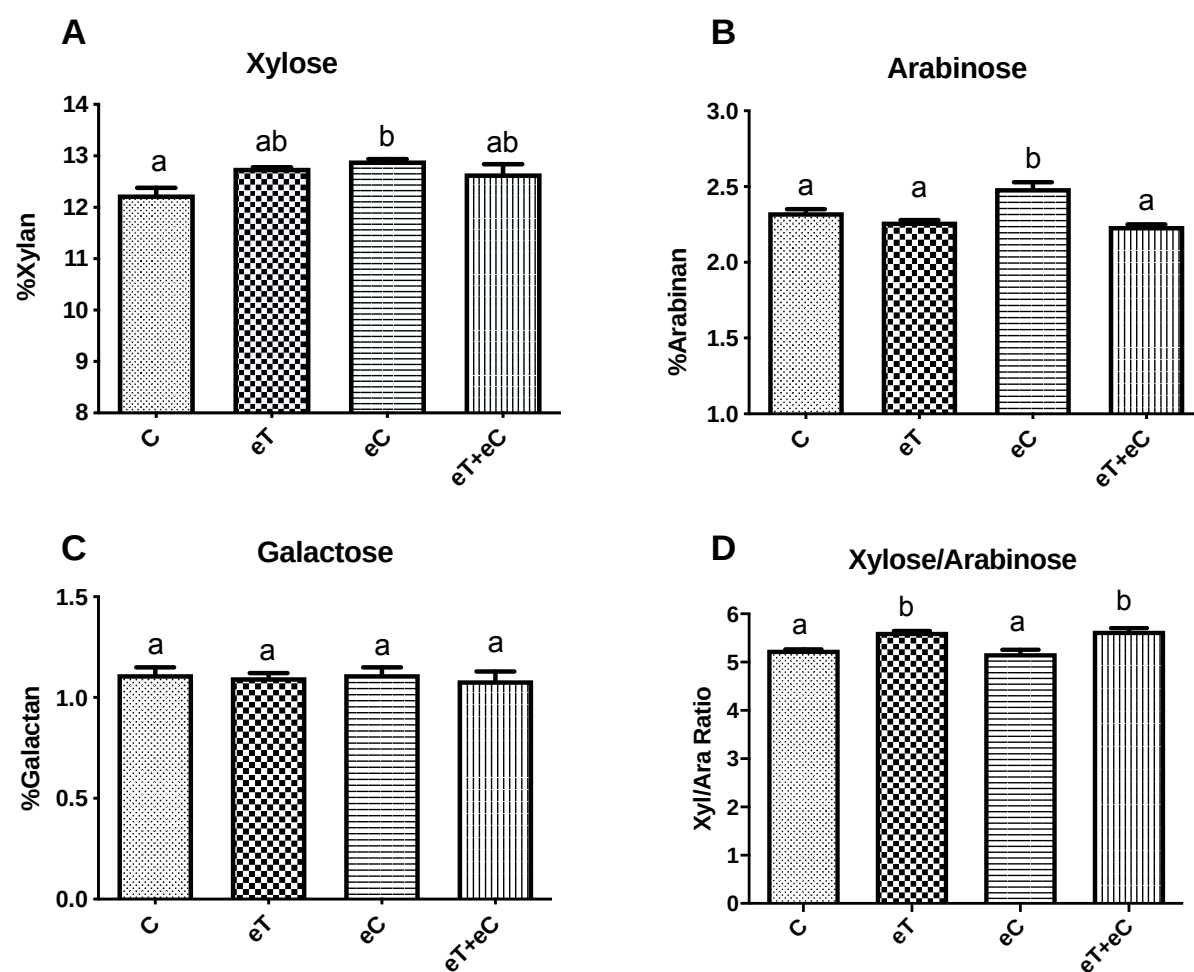 A
Xylose
%Xylan
14
13
12
11
10
9
8
a
ab
b
ab
C
eT
eC
eT+eC
B
Arabinose
%Arabinan
3.0
2.5
2.0
1.5
1.0
a
a
b
a
C
eT
eC
eT+eC
C
Galactose
%Galactan
1.5
1.0
0.5
0.0
a
a
a
a
C
eT
eC
eT+eC
D
Xylose/Arabinose
Xyl/Ara Ratio
6
5
4
3
2
1
0
a
b
a
b
C
eT
eC
eT+eC